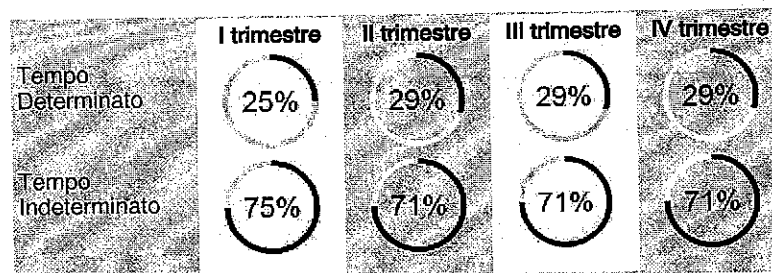 I trimestre II trimestre III trimestre IV trimestre
Tempo
Determinato
25% 29% 29% 29%
Tempo
Indeterminato
75% 71% 71% 71%